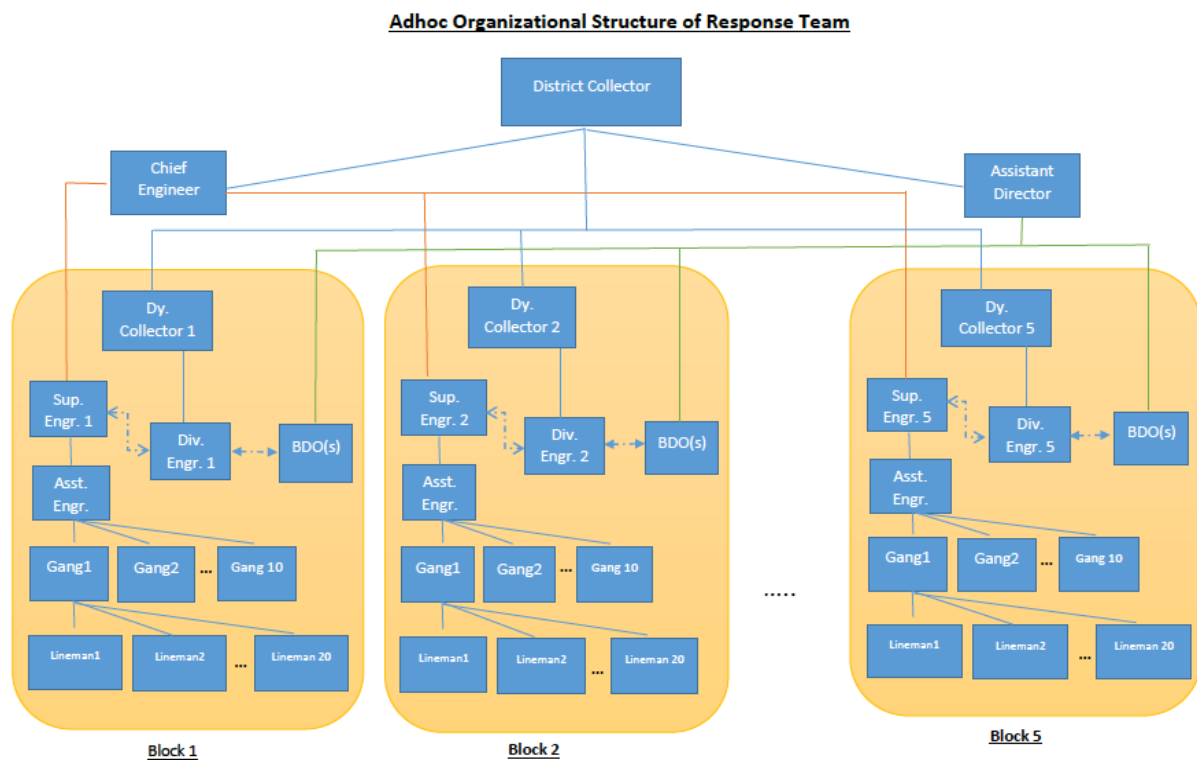 Adhoc Organizational Structure of Response Team
District Collector
Chief
Engineer
Assistant
Director
Dy.
Collector 1
Sup.
Engr. 1
Div.
Engr. 1
BDO(s)
Asst.
Engr.
Gang1
Gang2
...
Gang 10
Lineman1
Lineman2
...
Lineman 20
Block 1
Dy.
Collector 2
Sup.
Engr. 2
Div.
Engr. 2
BDO(s)
Asst.
Engr.
Gang1
Gang2
...
Gang 10
Lineman1
Lineman2
...
Lineman 20
Block 2
.....
Dy.
Collector 5
Sup.
Engr. 5
Div.
Engr. 5
BDO(s)
Asst.
Engr.
Gang1
Gang2
...
Gang 10
Lineman1
Lineman2
...
Lineman 20
Block 5